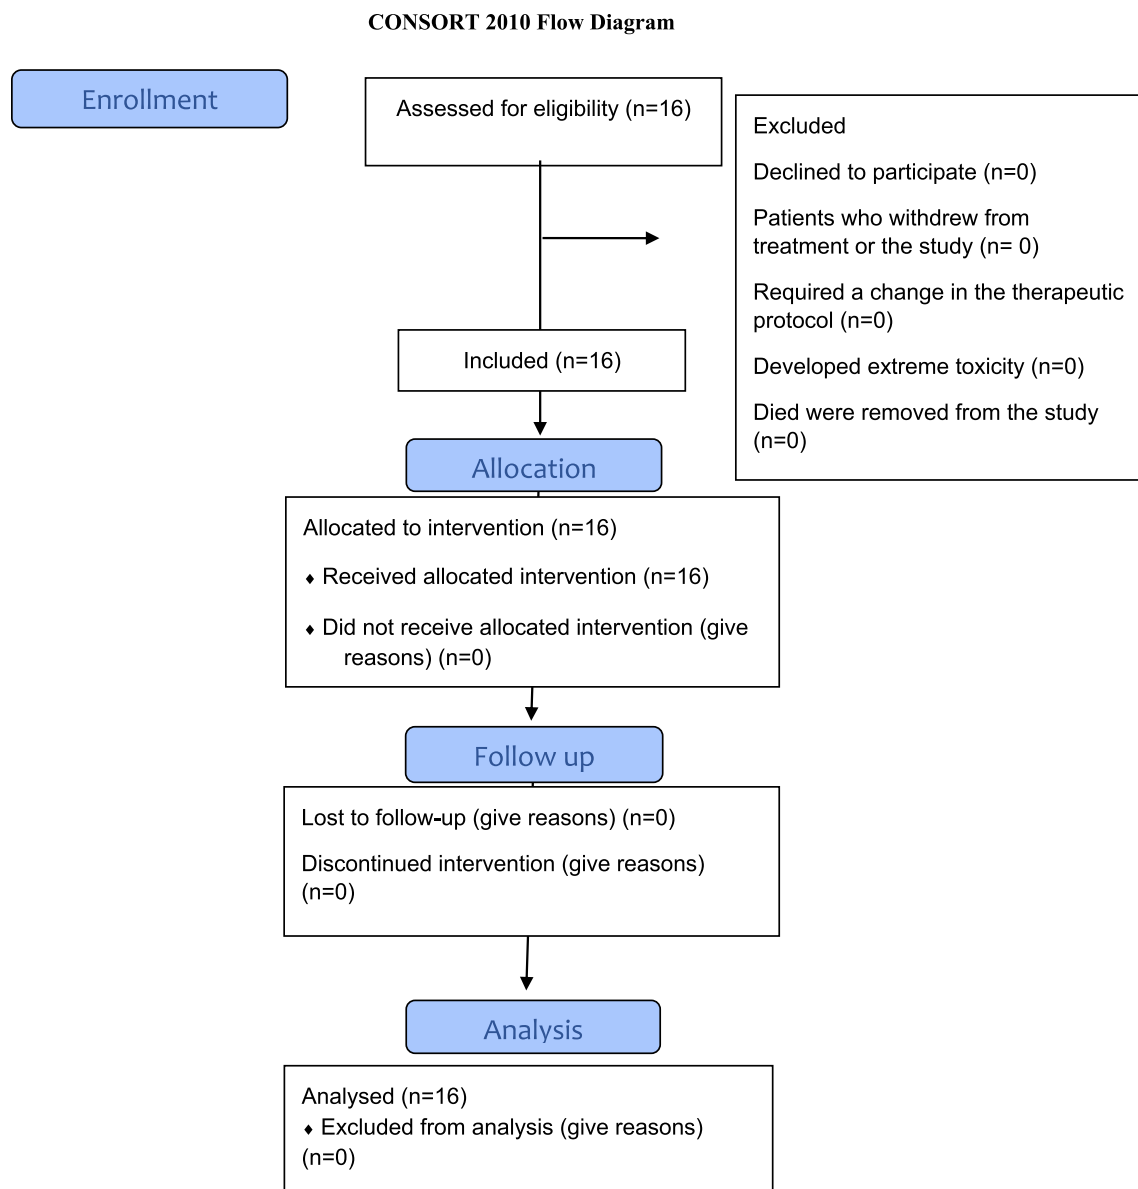 CONSORT 2010 Flow Diagram
Enrollment
Assessed for eligibility (n=16)
Excluded
Declined to participate (n=0)
Patients who withdrew from
treatment or the study (n= 0)
Required a change in the therapeutic
protocol (n=0)
Developed extreme toxicity (n=0)
Died were removed from the study
(n=0)
Included (n=16)
Allocation
Allocated to intervention (n=16)
♦ Received allocated intervention (n=16)
♦ Did not receive allocated intervention (give
reasons) (n=0)
Follow up
Lost to follow-up (give reasons) (n=0)
Discontinued intervention (give reasons)
(n=0)
Analysis
Analysed (n=16)
♦ Excluded from analysis (give reasons)
(n=0)